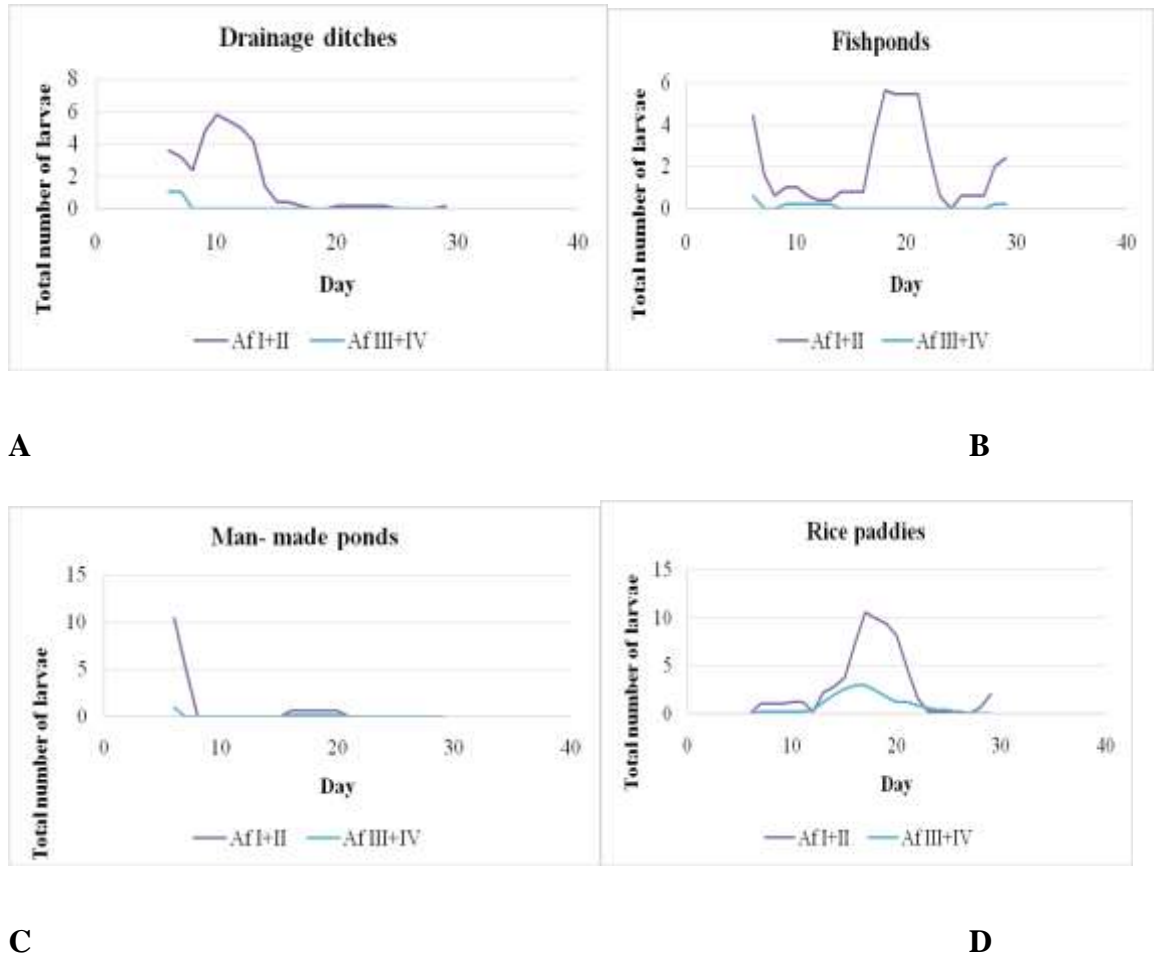 Drainage ditches
Total number of larvae
8
6
4
2
0
0 10 20 30 40
Day
Af I+II Af III+IV
Fishponds
Total number of larvae
6
4
2
0
0 10 20 30 40
Day
Af I+II Af III+IV
A B
Man- made ponds
Total number of larvae
15
10
5
0
0 10 20 30 40
Day
Af I+II Af III+IV
Rice paddies
Total number of larvae
15
10
5
0
0 10 20 30 40
Day
Af I+II Af III+IV
C D